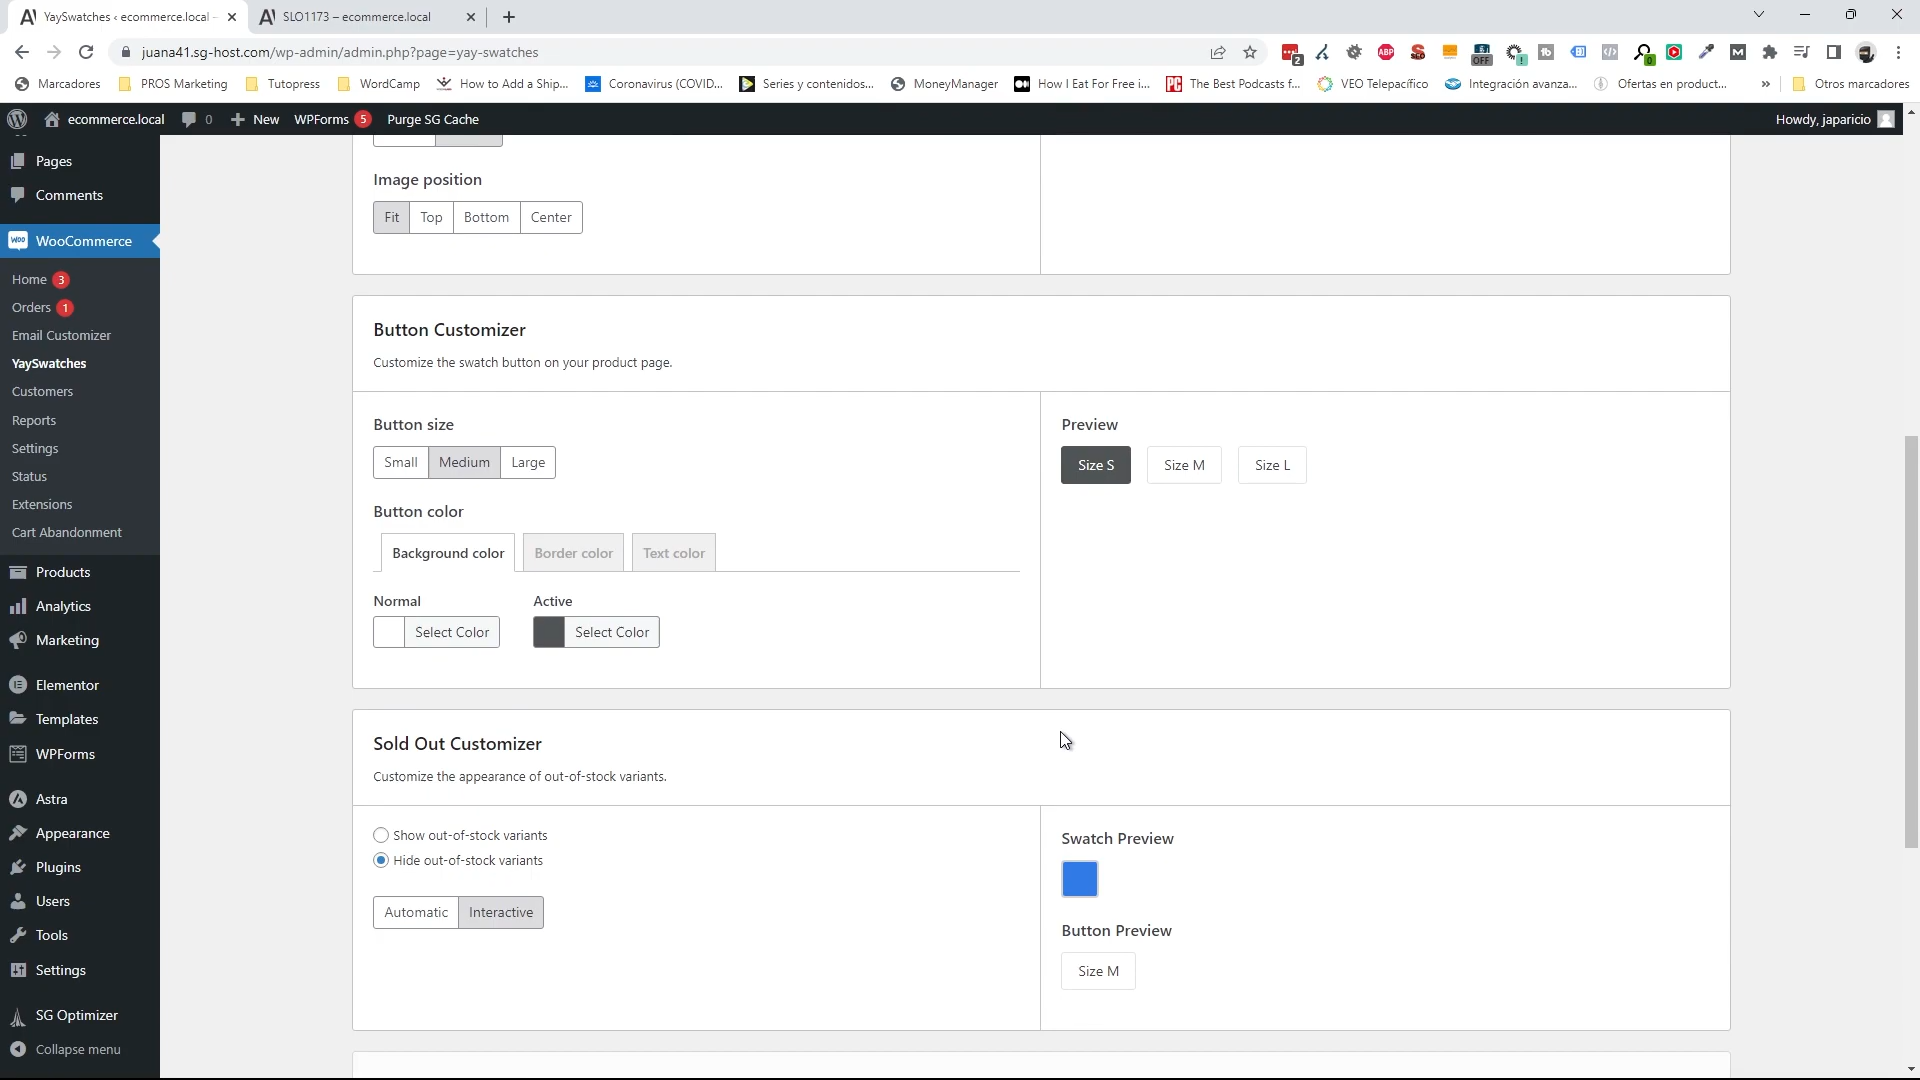 YaySwatches ‹ ecommerce.local -
SLO1173 – ecommerce.local
juana41.sg-host.com/wp-admin/admin.php?page=yay-swatches
2
ABP
SEO
OFF
!
fb
0
M
Marcadores
PROS Marketing
Tutopress
WordCamp
How to Add a Ship...
Coronavirus (COVID...
Series y contenidos...
MoneyManager
How I Eat For Free i...
The Best Podcasts f...
VEO Telepacífico
Integración avanza...
Ofertas en product...
»
Otros marcadores
ecommerce.local
0
New
WPForms 5
Purge SG Cache
Howdy, japaricio
Pages
Comments
WooCommerce
Home 3
Orders 1
Email Customizer
YaySwatches
Customers
Reports
Settings
Status
Extensions
Cart Abandonment
Products
Analytics
Marketing
Elementor
Templates
WPForms
Astra
Appearance
Plugins
Users
Tools
Settings
SG Optimizer
Collapse menu
Image position
Fit Top Bottom Center
Button Customizer
Customize the swatch button on your product page.
Button size
Small Medium Large
Button color
Background color Border color Text color
Normal Active
Select Color Select Color
Preview
Size S Size M Size L
Sold Out Customizer
Customize the appearance of out-of-stock variants.
Show out-of-stock variants
Hide out-of-stock variants
Automatic Interactive
Swatch Preview
Button Preview
Size M